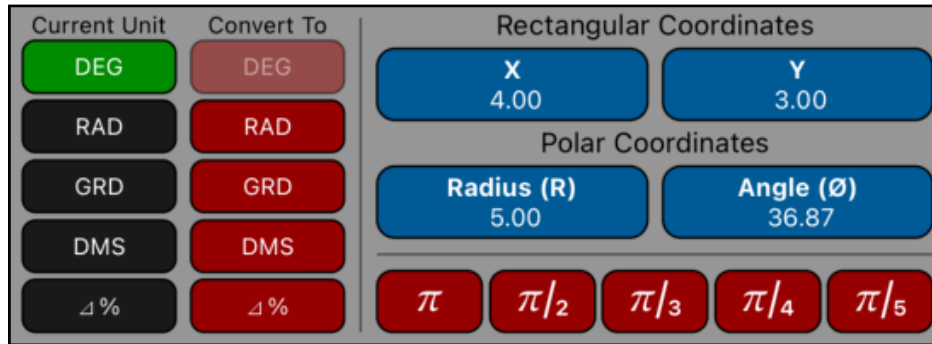 Current Unit
Convert To
DEG
DEG
RAD
RAD
GRD
GRD
DMS
DMS
⊿%
⊿%
Rectangular Coordinates
X
4.00
Y
3.00
Polar Coordinates
Radius (R)
5.00
Angle (Ø)
36.87
π
π/2
π/3
π/4
π/5